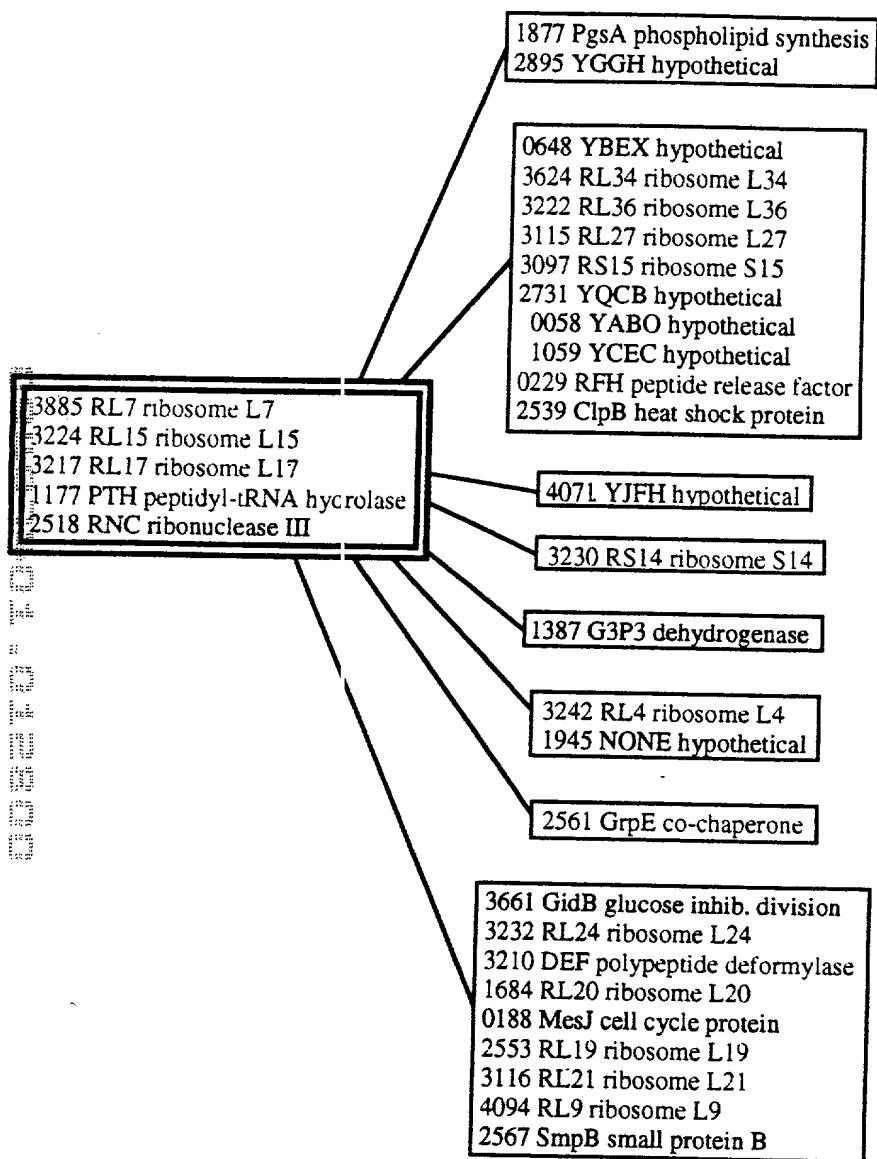 1877 PgsA phospholipid synthesis
2895 YGGH hypothetical
0648 YBEX hypothetical
3624 RL34 ribosome L34
3222 RL36 ribosome L36
3115 RL27 ribosome L27
3097 RS15 ribosome S15
2731 YQCB hypothetical
0058 YABO hypothetical
1059 YCEC hypothetical
0229 RFH peptide release factor
2539 ClpB heat shock protein
3885 RL7 ribosome L7
3224 RL15 ribosome L15
3217 RL17 ribosome L17
1177 PTH peptidyl-tRNA hycrolase
2518 RNC ribonuclease III
4071 YJFH hypothetical
3230 RS14 ribosome S14
1387 G3P3 dehydrogenase
3242 RL4 ribosome L4
1945 NONE hypothetical
2561 GrpE co-chaperone
3661 GidB glucose inhib. division
3232 RL24 ribosome L24
3210 DEF polypeptide deformylase
1684 RL20 ribosome L20
0188 MesJ cell cycle protein
2553 RL19 ribosome L19
3116 RL21 ribosome L21
4094 RL9 ribosome L9
2567 SmpB small protein B